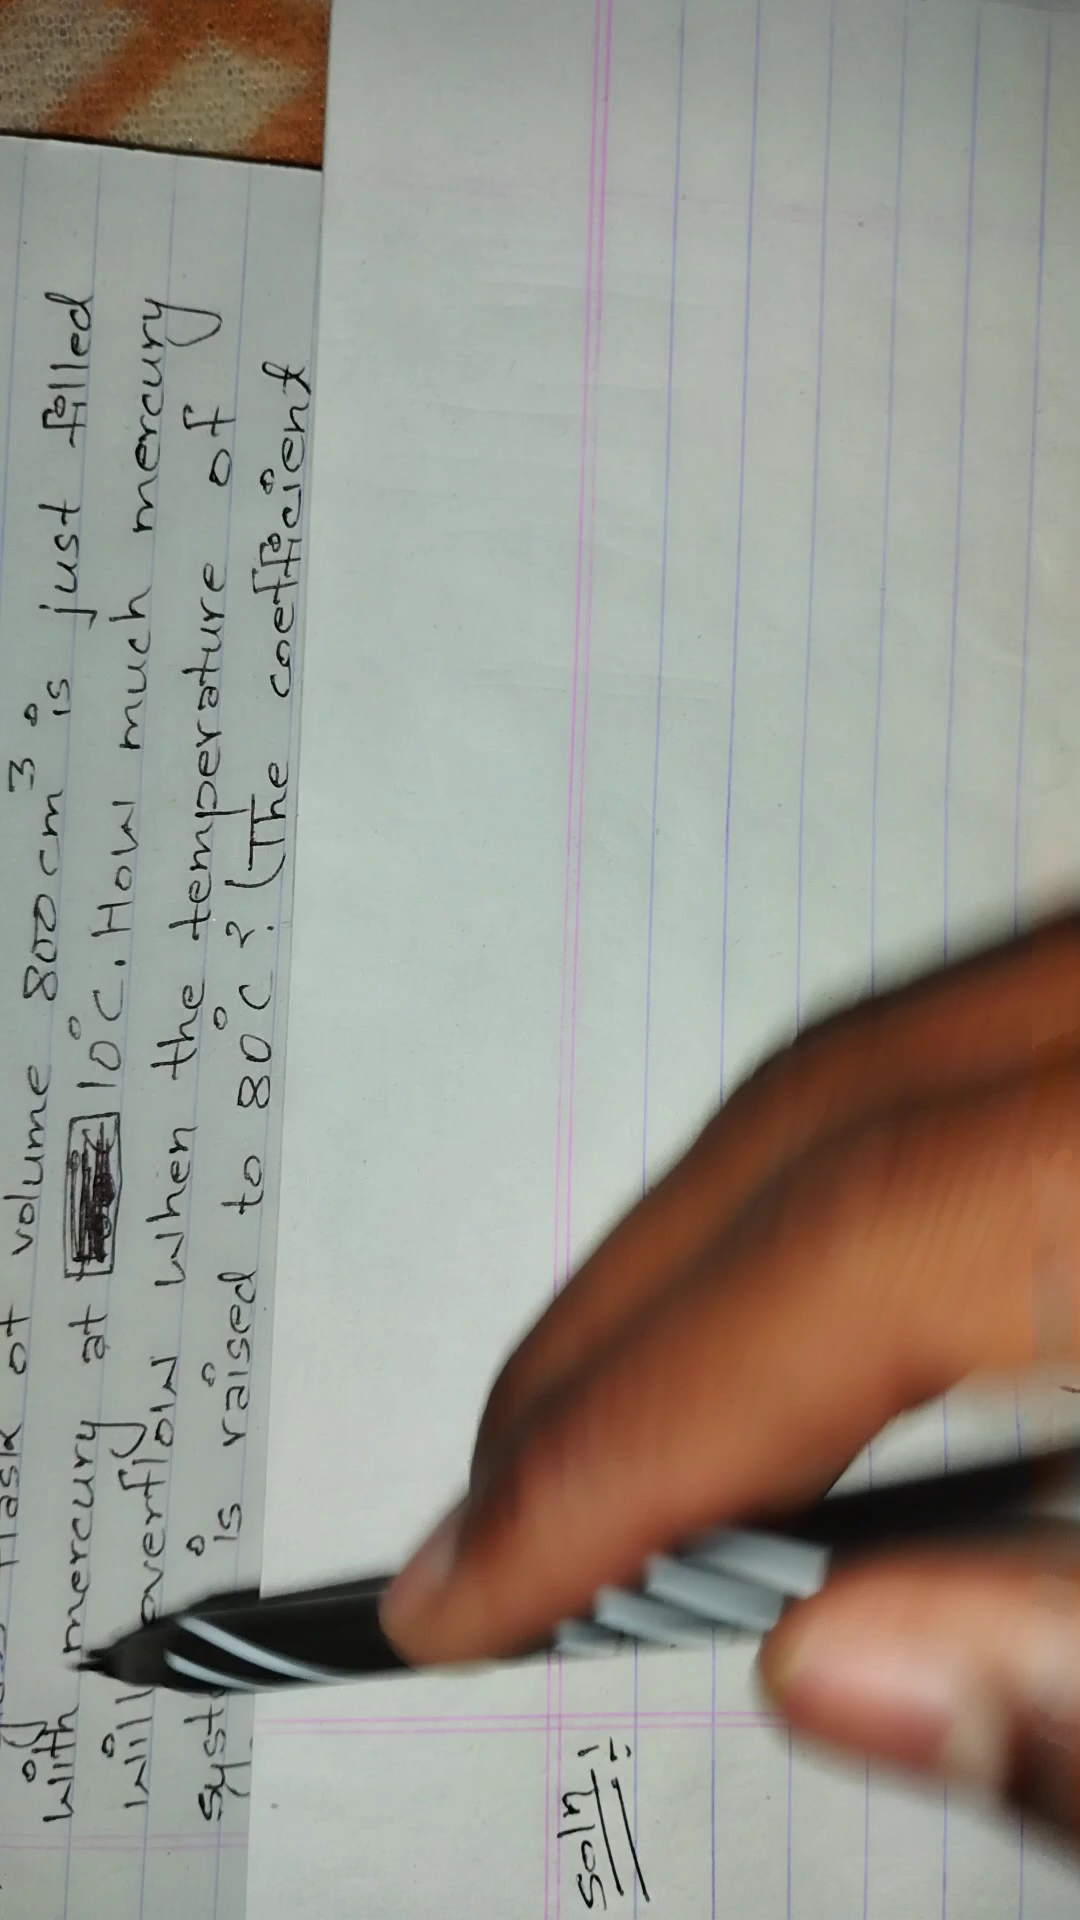 flask of volume 800 cm³ is just filled
with mercury at 10°C. How much mercury
will overflow when the temperature of
is raised to 80°C? (The coefficient
soln: